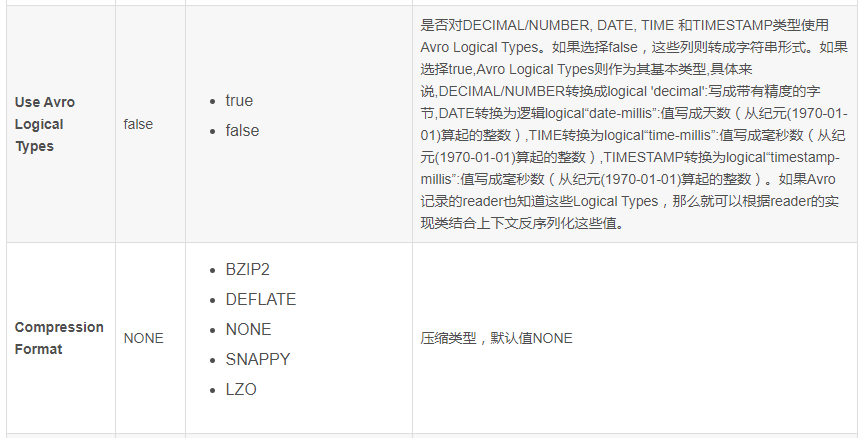 Use Avro
Logical
Types
false
true
false
是否对DECIMAL/NUMBER, DATE, TIME 和TIMESTAMP类型使用
Avro Logical Types。如果选择false，这些列则转成字符串形式。如果
选择true,Avro Logical Types则作为其基本类型,具体来
说,DECIMAL/NUMBER转换成logical 'decimal':写成带有精度的字
节,DATE转换为逻辑logical“date-millis”:值写成天数（从纪元(1970-01-
01)算起的整数）,TIME转换为logical“time-millis”:值写成毫秒数（从纪
元(1970-01-01)算起的整数）,TIMESTAMP转换为logical“timestamp-
millis”:值写成毫秒数（从纪元(1970-01-01)算起的整数）。如果Avro
记录的reader也知道这些Logical Types，那么就可以根据reader的实
现类结合上下文反序列化这些值。
Compression
Format
NONE
BZIP2
DEFLATE
NONE
SNAPPY
LZO
压缩类型，默认值NONE